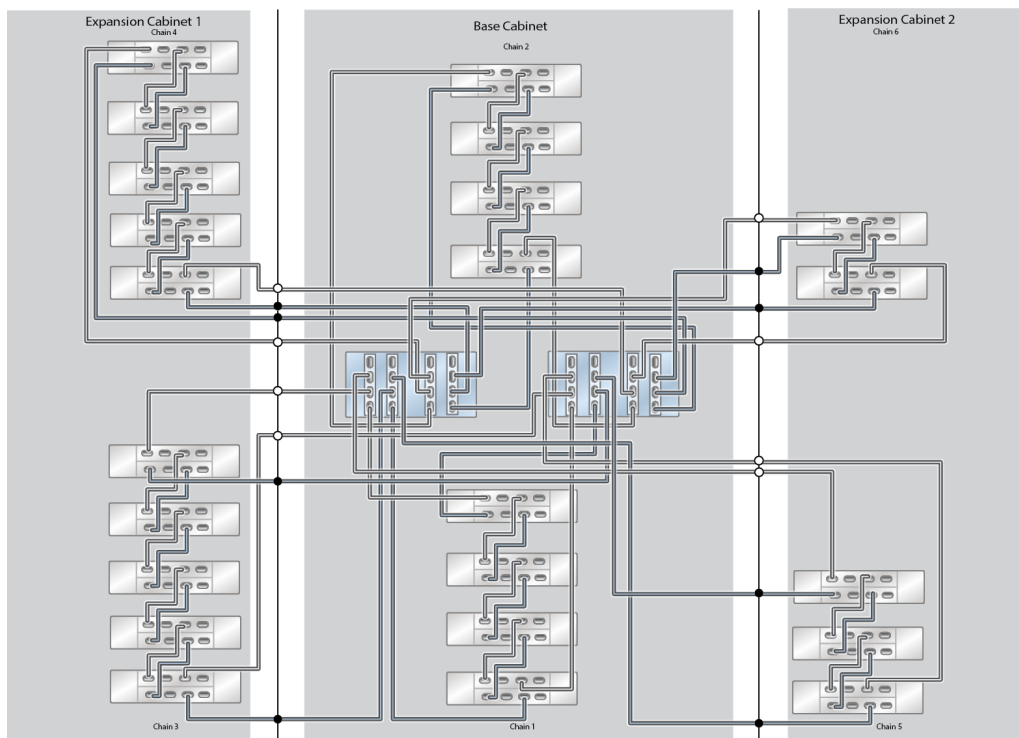 Expansion Cabinet 1
Chain 4
Base Cabinet
Chain 2
Expansion Cabinet 2
Chain 6
Chain 3
Chain 1
Chain 5